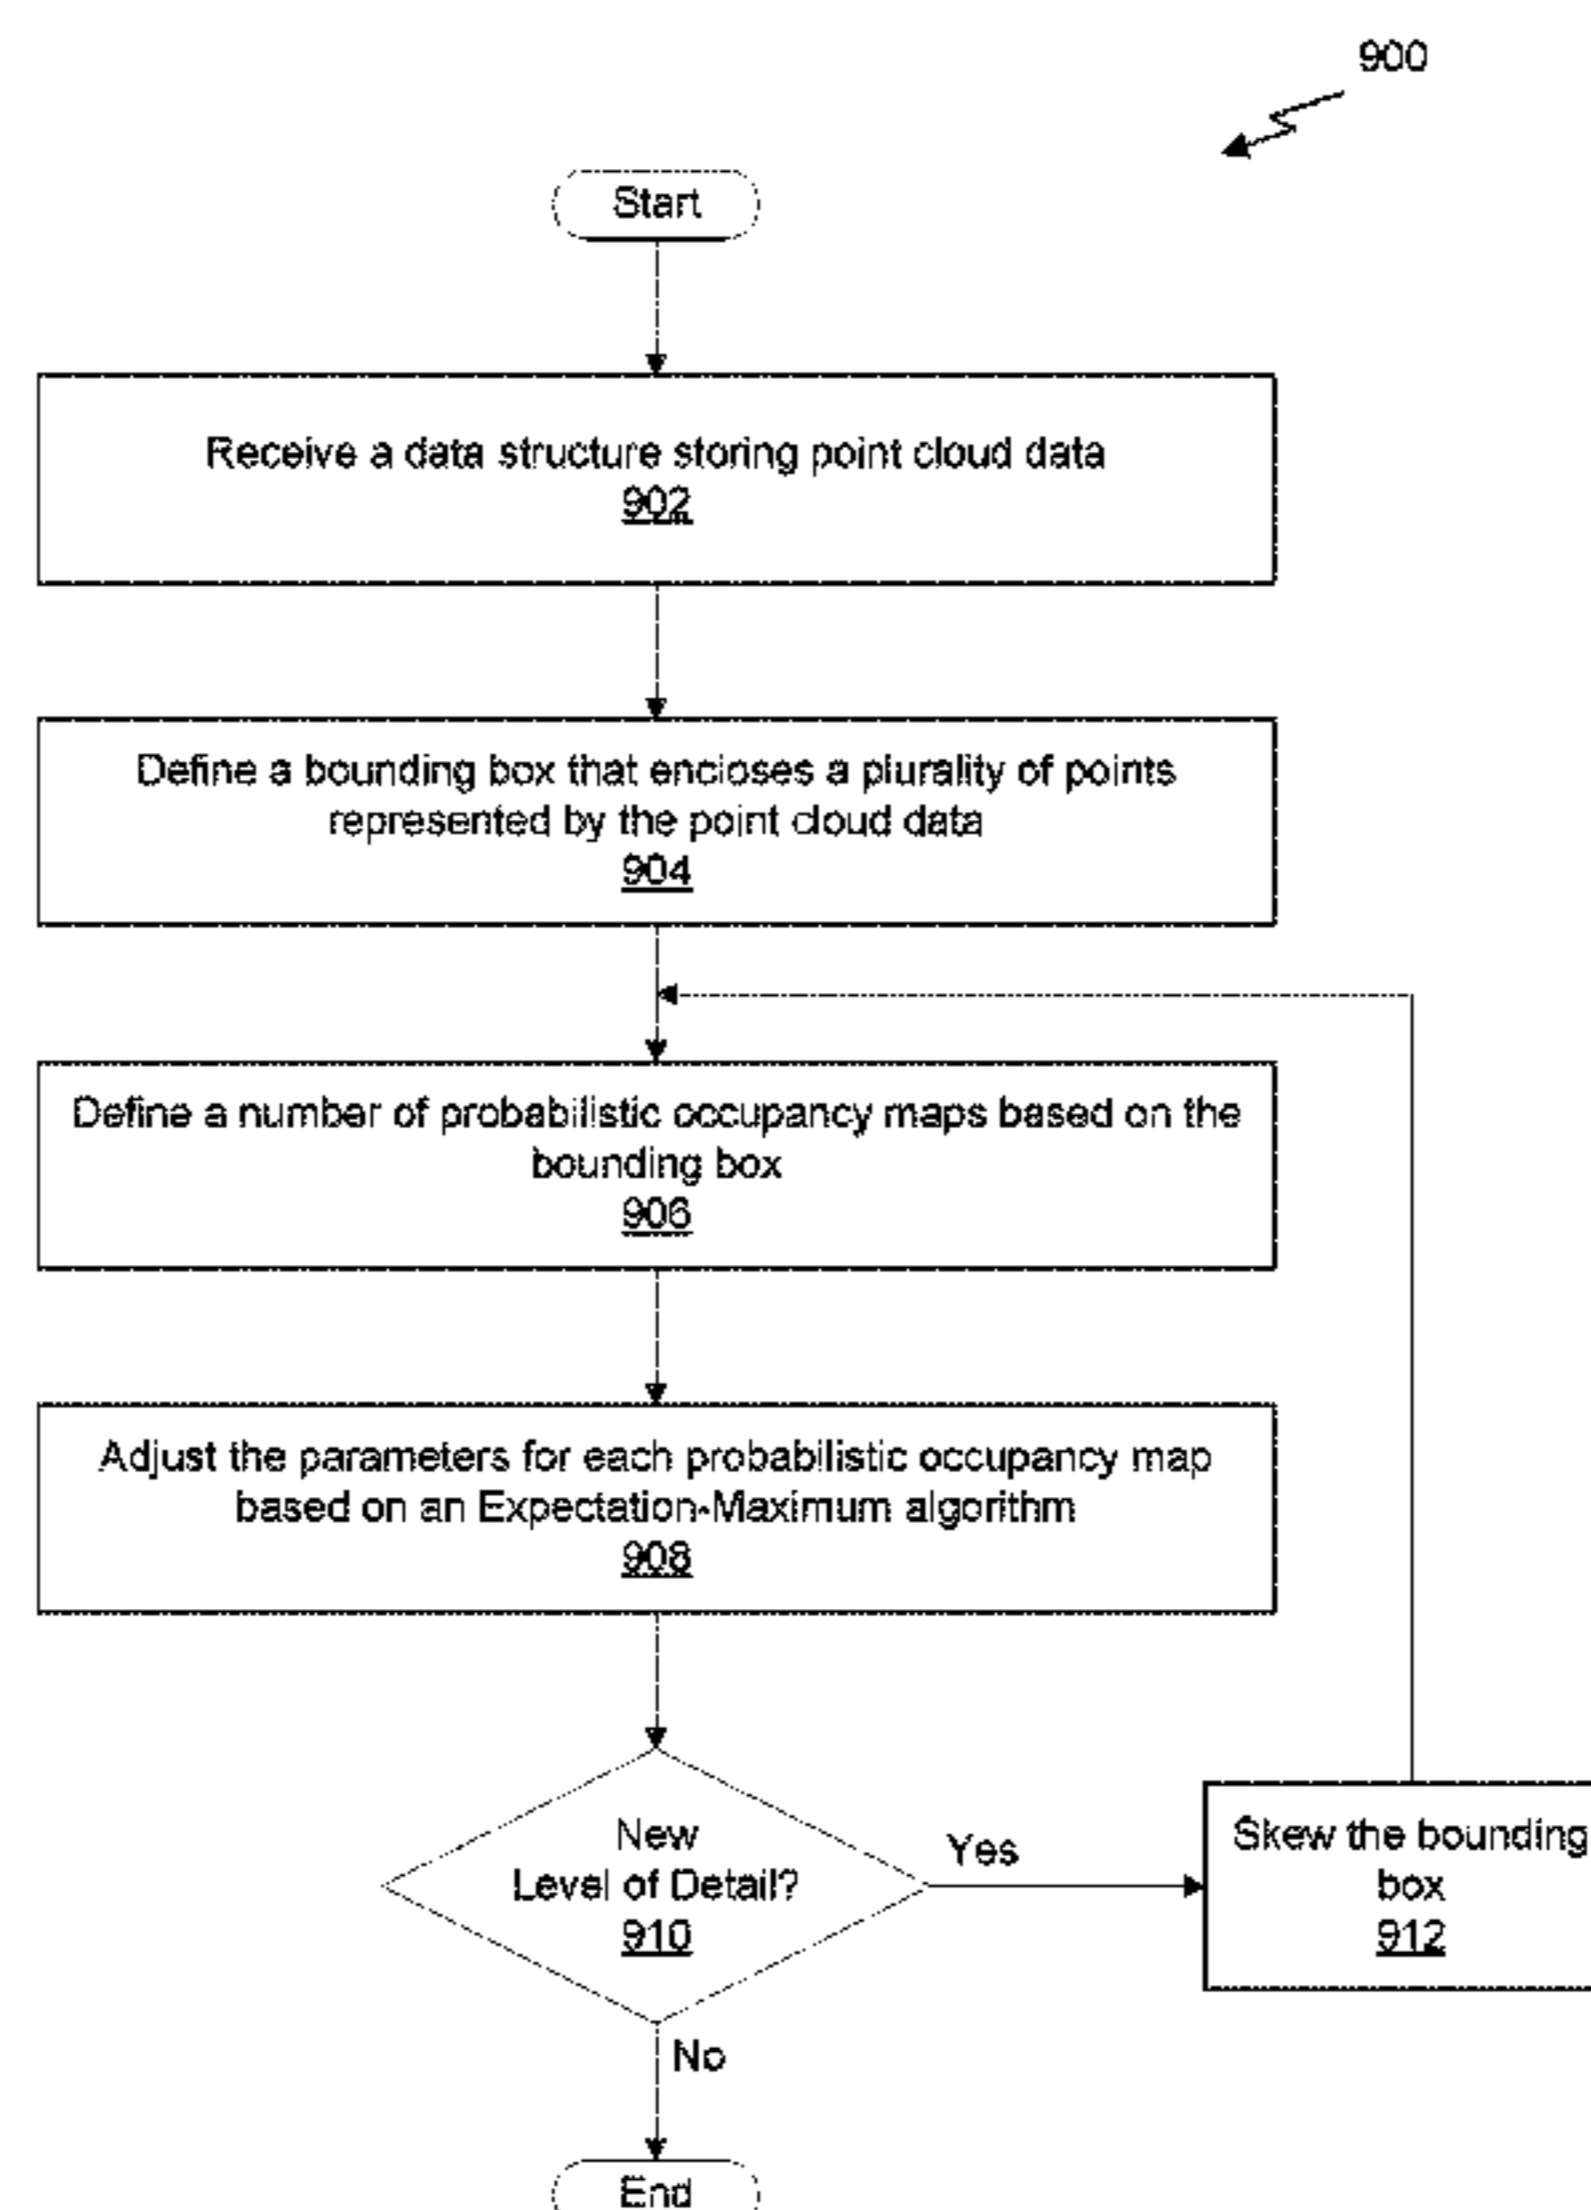 900
Start
Receive a data structure storing point cloud data
902
Define a bounding box that encloses a plurality of points
represented by the point cloud data
904
Define a number of probabilistic occupancy maps based on the
bounding box
906
Adjust the parameters for each probabilistic occupancy map
based on an Expectation-Maximum algorithm
908
New
Level of Detail?
910
Yes
Skew the bounding
box
912
No
End